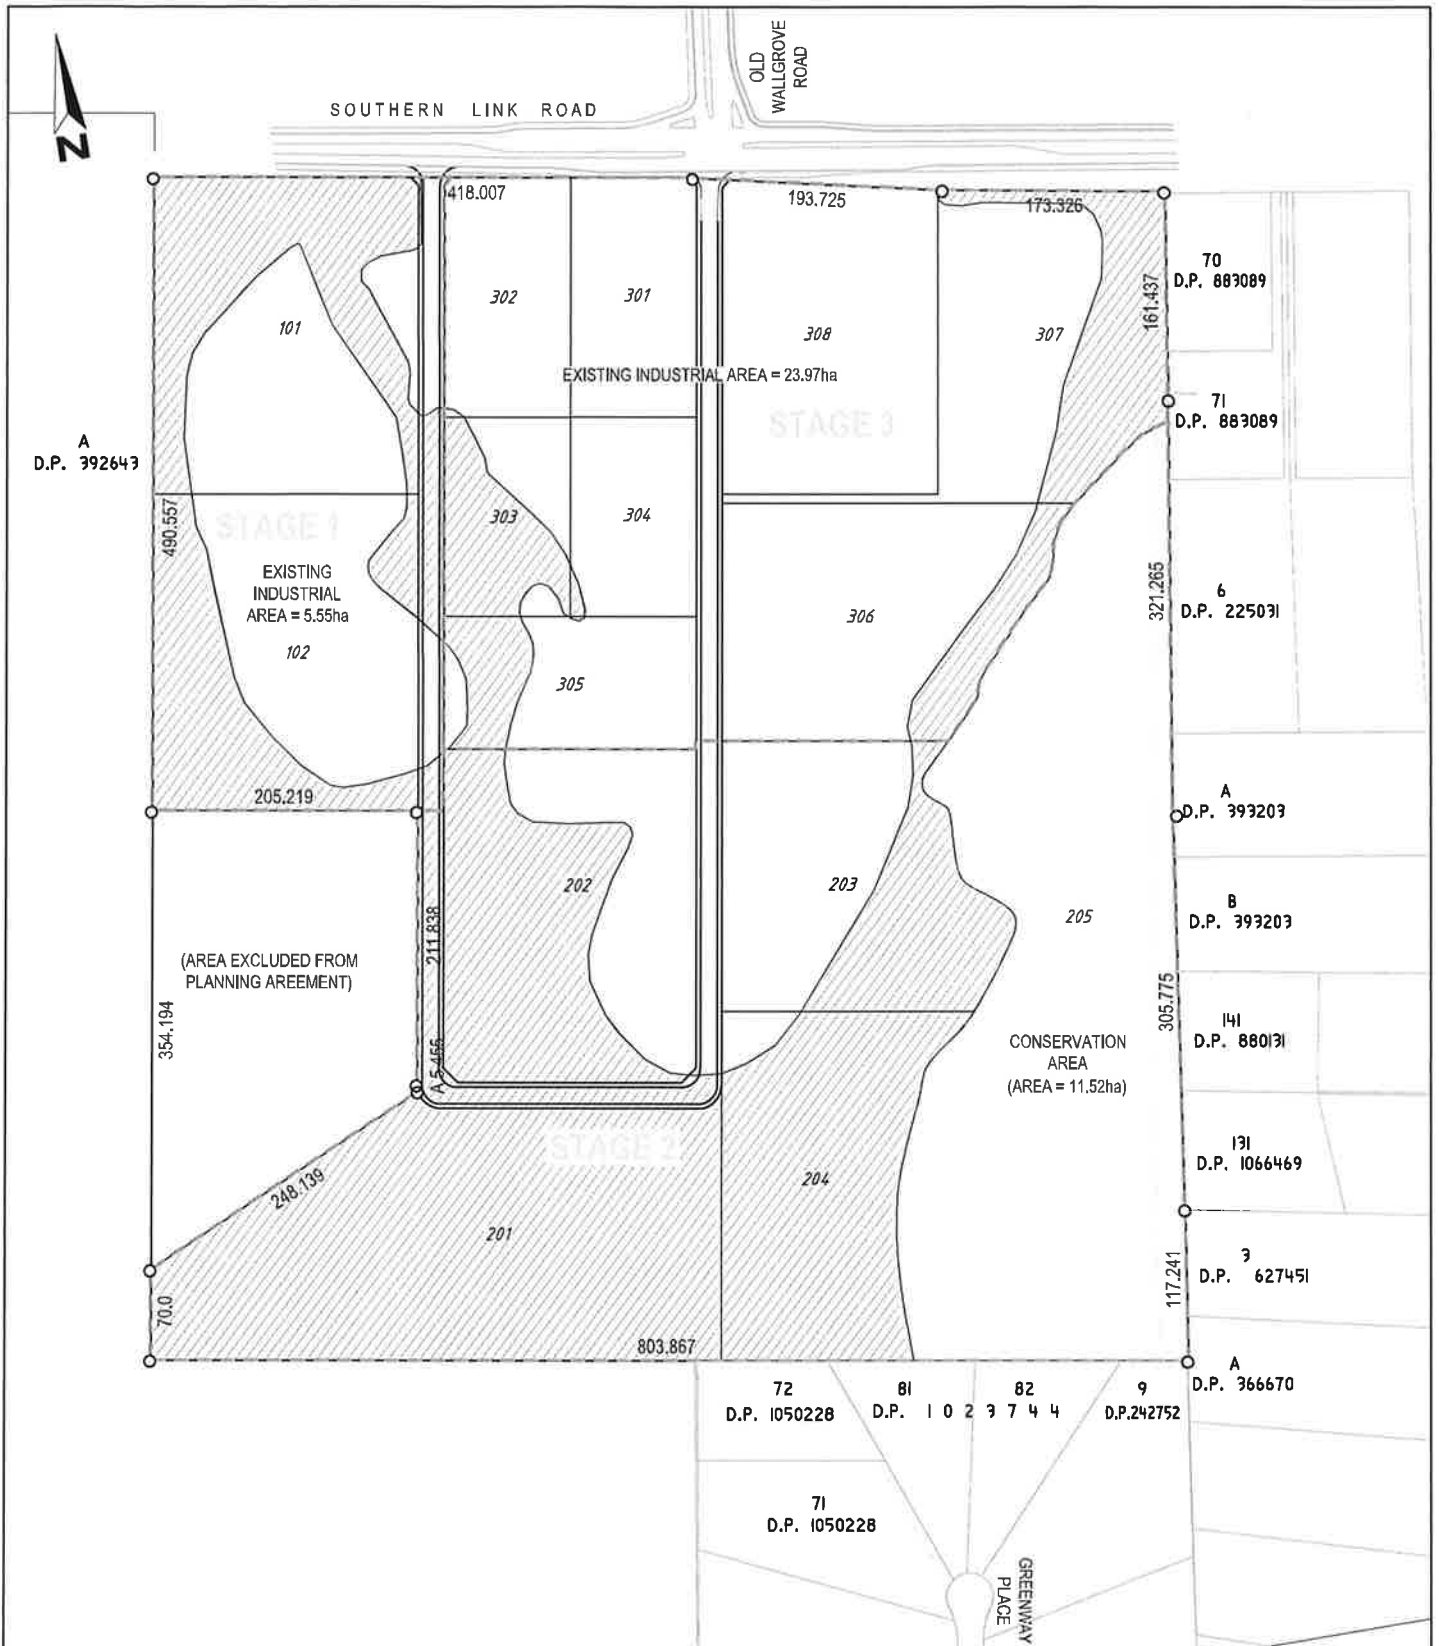 OLD
WALLGROVE
ROAD
SOUTHERN LINK ROAD
N
418.007
193.725
173.326
70
D.P. 883089
161.437
302
301
101
308
307
EXISTING INDUSTRIAL AREA = 23.97ha
STAGE 3
71
D.P. 883089
A
D.P. 392643
490.557
STAGE 1
303
304
EXISTING
INDUSTRIAL
AREA = 5.55ha
102
321.265
6
D.P. 225031
306
305
205.219
A
D.P. 393203
202
203
205
B
D.P. 393203
211.838
(AREA EXCLUDED FROM
PLANNING AREEMENT)
354.194
305.775
141
D.P. 880131
CONSERVATION
AREA
(AREA = 11.52ha)
A 5.466
STAGE 2
131
D.P. 1066469
248.139
204
201
3
D.P. 627451
117.241
70.0
803.867
A
D.P. 366670
72
D.P. 1050228
81
82
D.P. 1023744
9
D.P.242752
71
D.P. 1050228
GREENWAY
PLACE